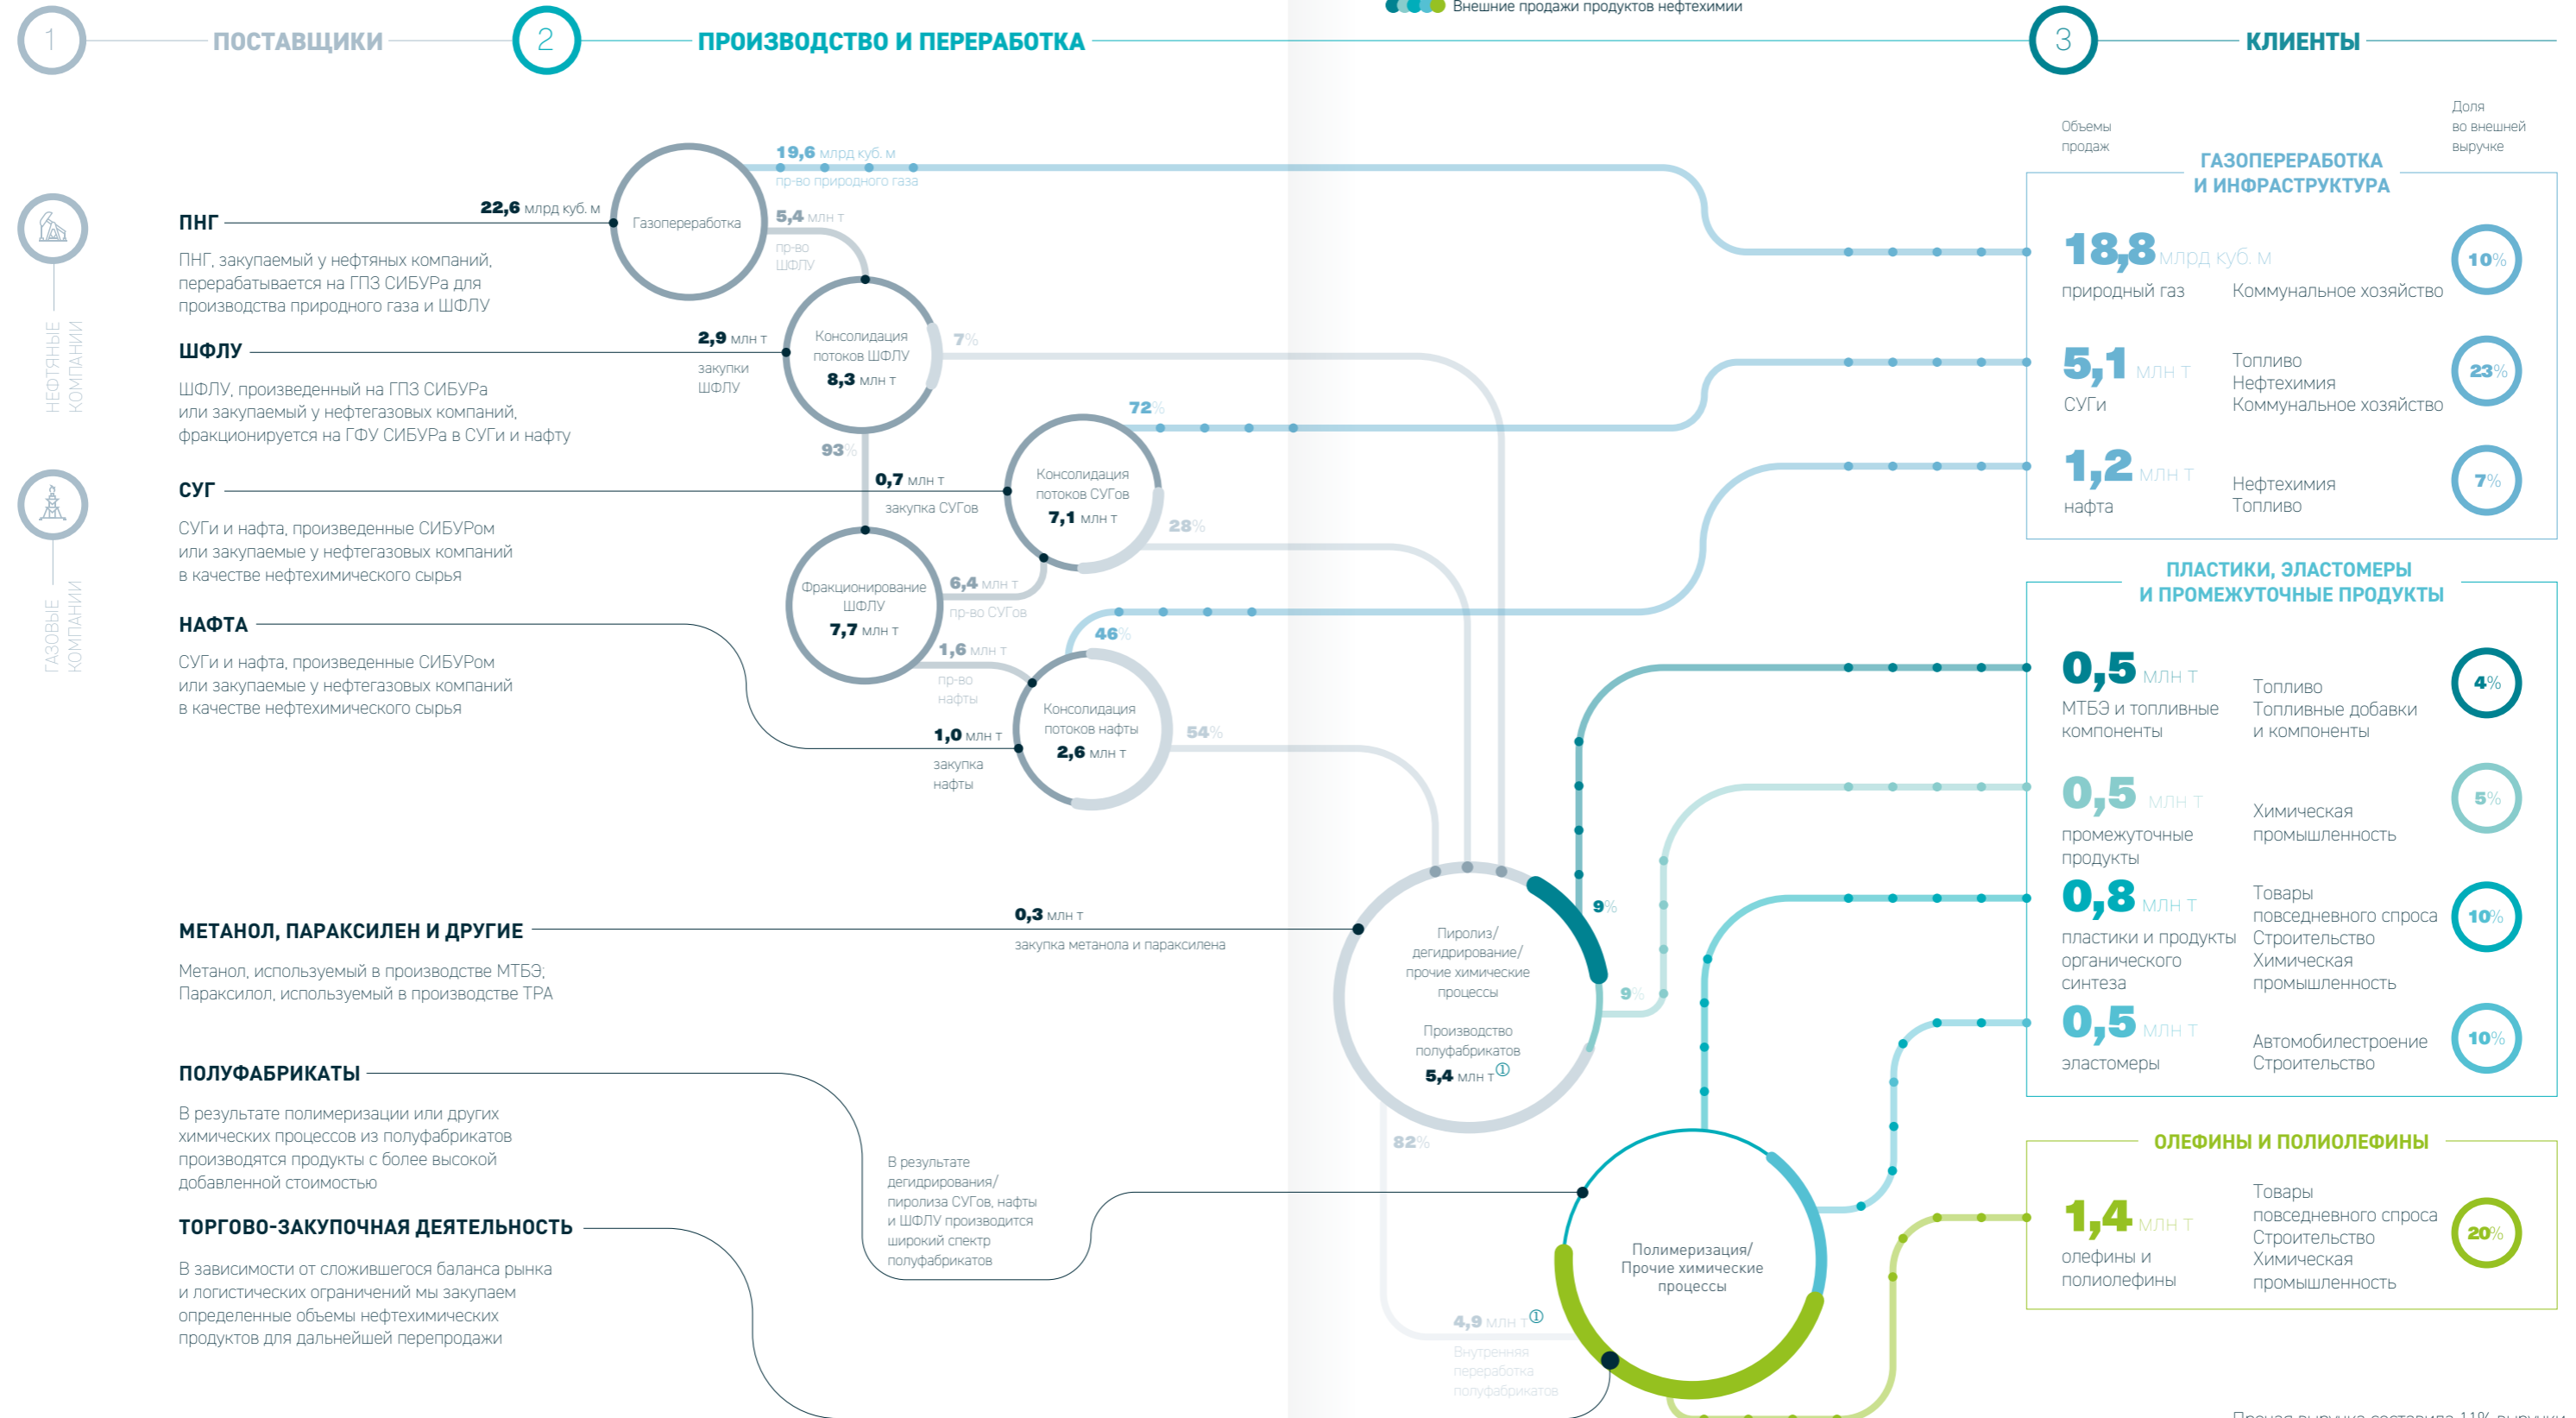 Внешние продажи продуктов нефтехимии
1
ПОСТАВЩИКИ
2
ПРОИЗВОДСТВО И ПЕРЕРАБОТКА
3
КЛИЕНТЫ
НЕФТЯНЫЕ
КОМПАНИИ
ГАЗОВЫЕ
КОМПАНИИ
ПНГ
ПНГ, закупаемый у нефтяных компаний,
перерабатывается на ГПЗ СИБУРа для
производства природного газа и ШФЛУ
ШФЛУ
ШФЛУ, произведенный на ГПЗ СИБУРа
или закупаемый у нефтегазовых компаний,
фракционируется на ГФУ СИБУРа в СУГи и нафту
СУГ
СУГи и нафта, произведенные СИБУРом
или закупаемые у нефтегазовых компаний
в качестве нефтехимического сырья
НАФТА
СУГи и нафта, произведенные СИБУРом
или закупаемые у нефтегазовых компаний
в качестве нефтехимического сырья
МЕТАНОЛ, ПАРАКСИЛЕН И ДРУГИЕ
Метанол, используемый в производстве МТБЭ;
Параксилол, используемый в производстве ТРА
ПОЛУФАБРИКАТЫ
В результате полимеризации или других
химических процессов из полуфабрикатов
производятся продукты с более высокой
добавленной стоимостью
ТОРГОВО-ЗАКУПОЧНАЯ ДЕЯТЕЛЬНОСТЬ
В зависимости от сложившегося баланса рынка
и логистических ограничений мы закупаем
определенные объемы нефтехимических
продуктов для дальнейшей перепродажи
22,6 млрд куб. м
Газопереработка
19,6 млрд куб. м
пр-во природного газа
5,4 млн т
пр-во
ШФЛУ
2,9 млн т
закупки
ШФЛУ
Консолидация
потоков ШФЛУ
8,3 млн т
7%
93%
0,7 млн т
закупка СУГов
Консолидация
потоков СУГов
7,1 млн т
72%
28%
Фракционирование
ШФЛУ
7,7 млн т
6,4 млн т
пр-во СУГов
1,6 млн т
пр-во
нафты
46%
1,0 млн т
закупка
нафты
Консолидация
потоков нафты
2,6 млн т
54%
0,3 млн т
закупка метанола и параксилена
Пиролиз/
дегидрирование/
прочие химические
процессы
Производство
полуфабрикатов
5,4 млн т①
9%
9%
82%
В результате
дегидрирования/
пиролиза СУГов, нафты
и ШФЛУ производится
широкий спектр
полуфабрикатов
4,9 млн т①
Внутренняя
переработка
полуфабрикатов
Полимеризация/
Прочие химические
процессы
Объемы
продаж
Доля
во внешней
выручке
ГАЗОПЕРЕРАБОТКА
И ИНФРАСТРУКТУРА
18,8 млрд куб. м
природный газ
Коммунальное хозяйство
10%
5,1 млн т
СУГи
Топливо
Нефтехимия
Коммунальное хозяйство
23%
1,2 млн т
нафта
Нефтехимия
Топливо
7%
ПЛАСТИКИ, ЭЛАСТОМЕРЫ
И ПРОМЕЖУТОЧНЫЕ ПРОДУКТЫ
0,5 млн т
МТБЭ и топливные
компоненты
Топливо
Топливные добавки
и компоненты
4%
0,5 млн т
промежуточные
продукты
Химическая
промышленность
5%
0,8 млн т
пластики и продукты
органического
синтеза
Товары
повседневного спроса
Строительство
Химическая
промышленность
10%
0,5 млн т
эластомеры
Автомобилестроение
Строительство
10%
ОЛЕФИНЫ И ПОЛИОЛЕФИНЫ
1,4 млн т
олефины и
полиолефины
Товары
повседневного спроса
Строительство
Химическая
промышленность
20%
Прочая выручка составила 11% выручки